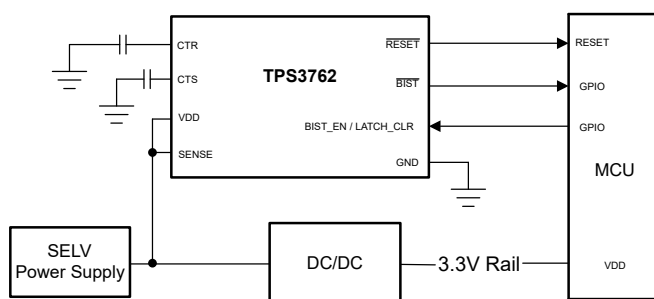 CTR
CTS
VDD
SENSE
TPS3762
RESET
BIST
BIST_EN / LATCH_CLR
GND
RESET
GPIO
GPIO
MCU
VDD
SELV
Power Supply
DC/DC
3.3V Rail